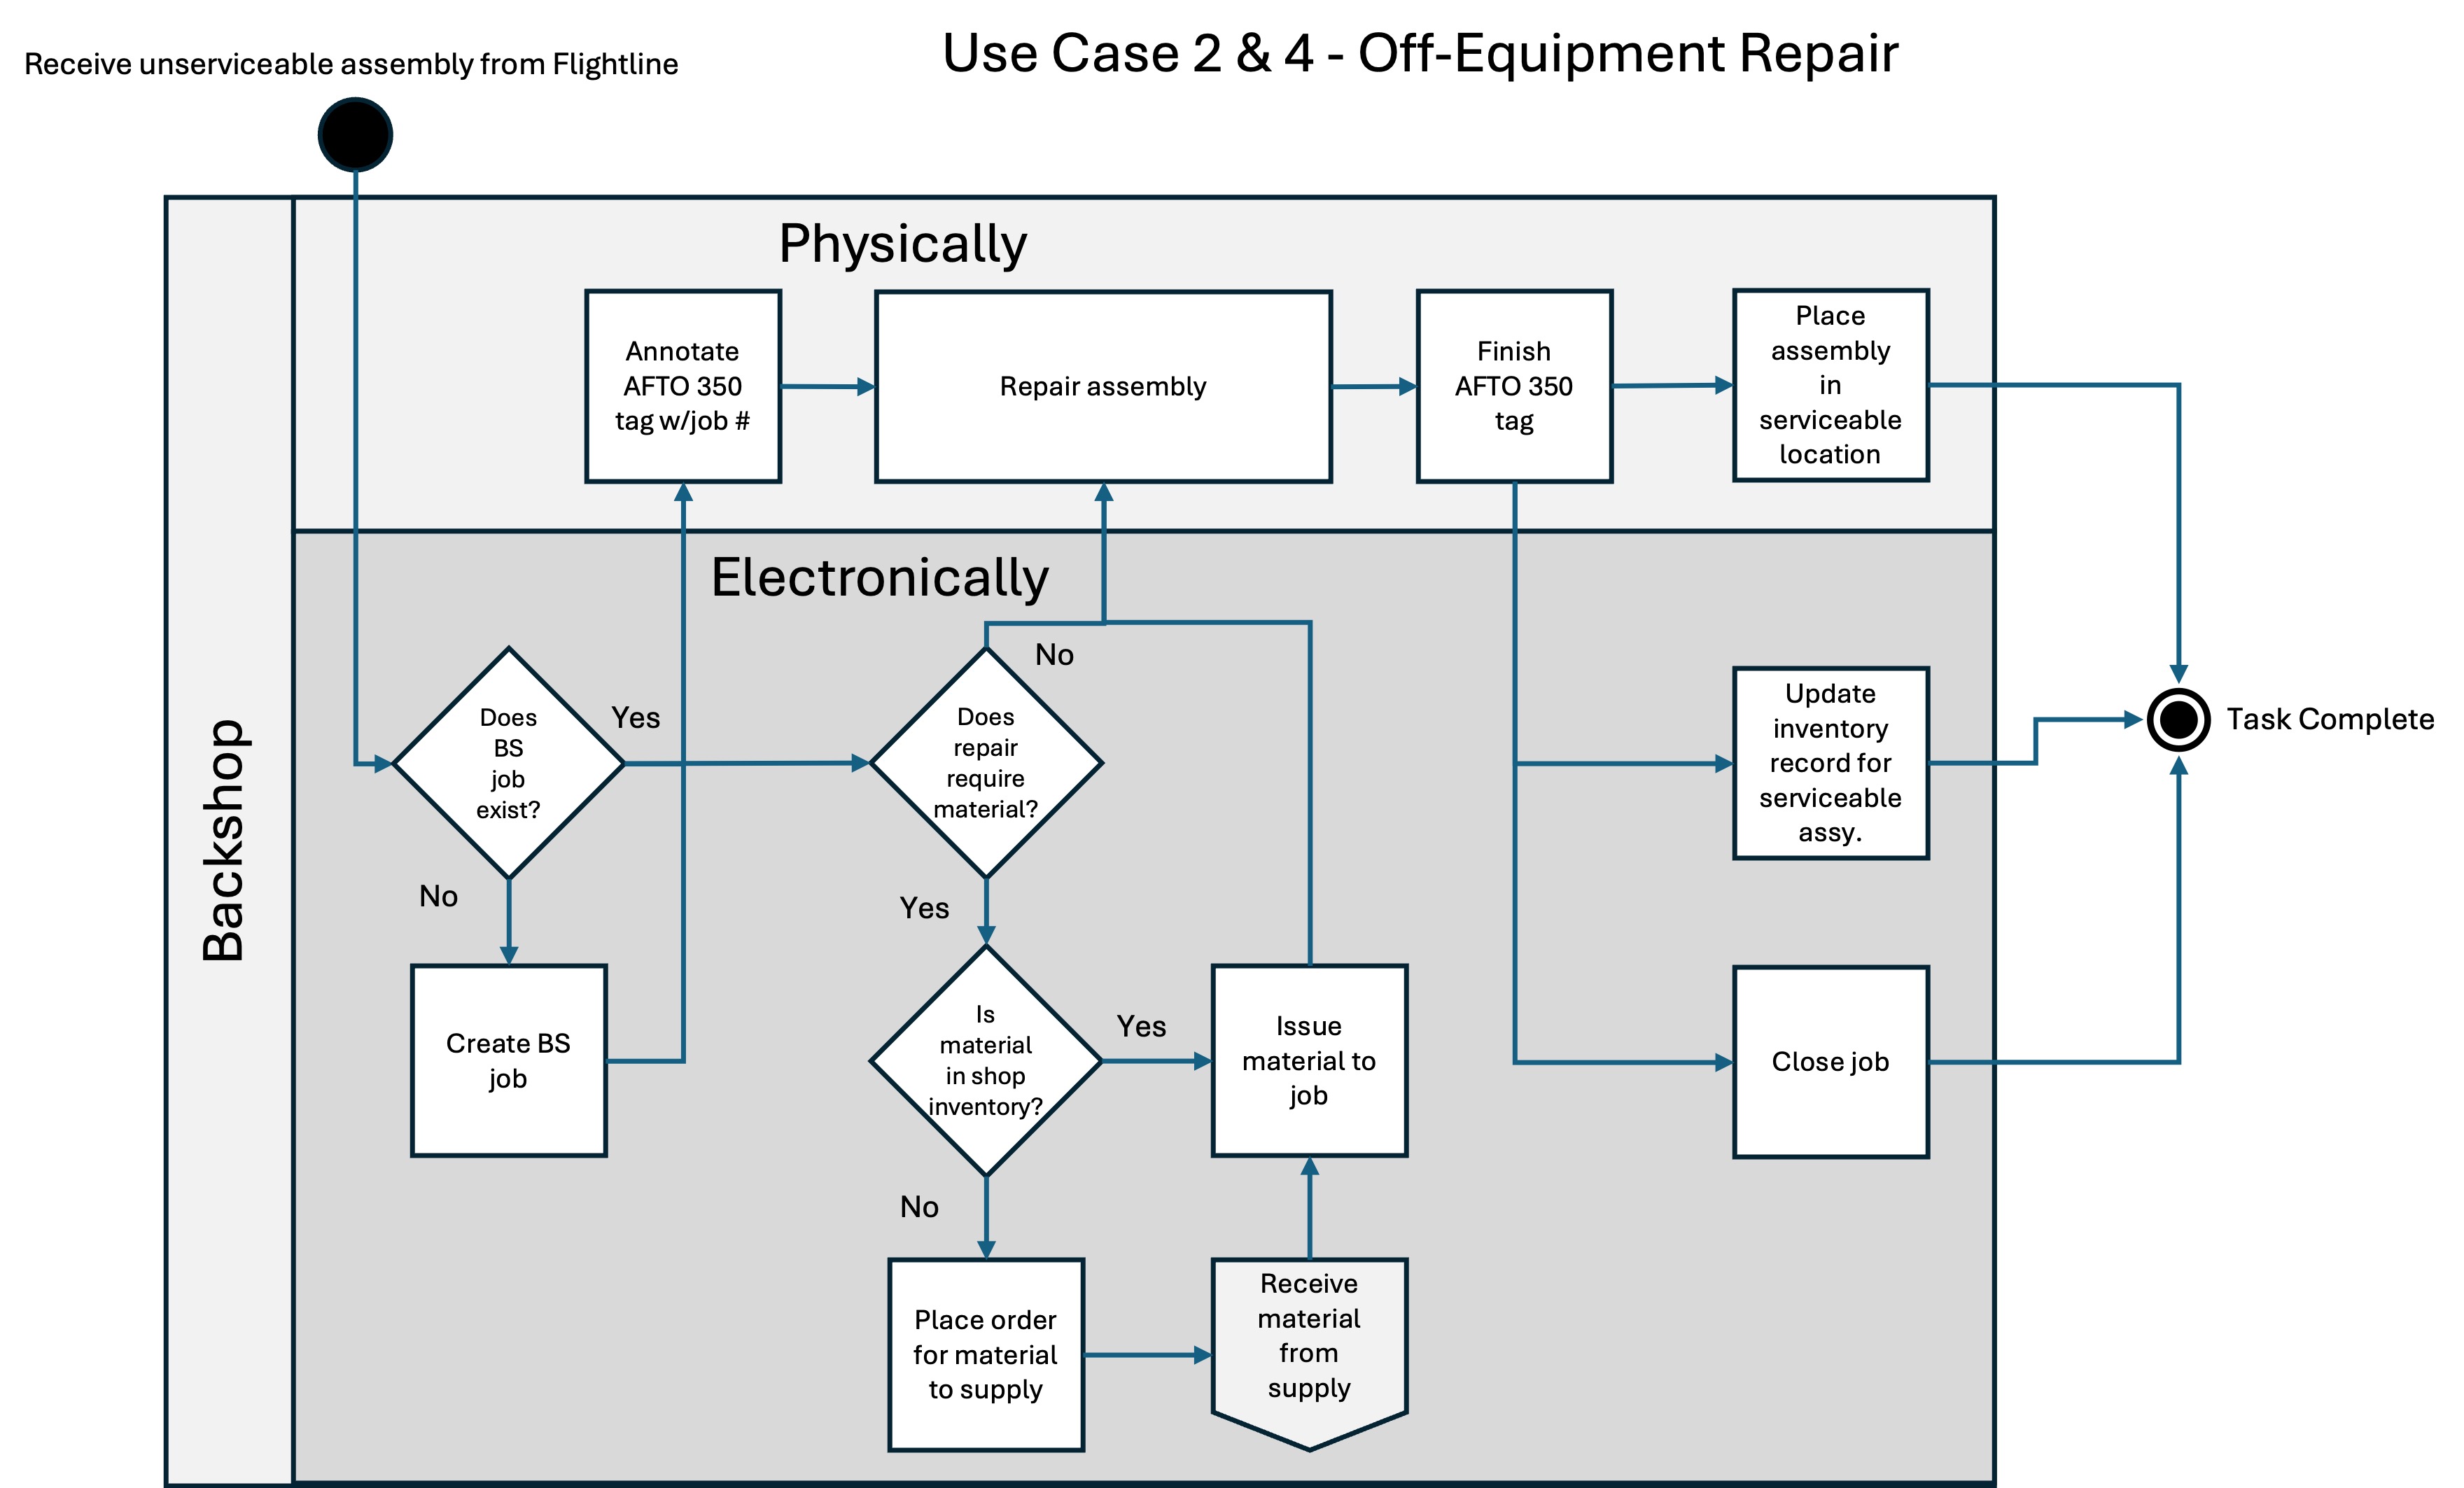 Use Case 2 & 4 - Off-Equipment Repair
Receive unserviceable assembly from Flightline
Backshop
Physically
Annotate
AFTO 350
tag w/job #
Repair assembly
Finish
AFTO 350
tag
Place
assembly
in
serviceable
location
Electronically
Does
BS
job
exist?
Yes
No
Create BS
job
Does
repair
require
material?
No
Yes
Is
material
in shop
inventory?
Yes
No
Issue
material to
job
Place order
for material
to supply
Receive
material
from
supply
Update
inventory
record for
serviceable
assy.
Close job
Task Complete